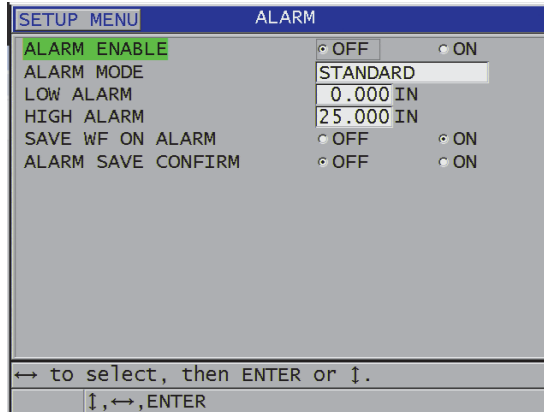 SETUP MENU ALARM
ALARM ENABLE OFF ON
ALARM MODE STANDARD
LOW ALARM 0.000 IN
HIGH ALARM 25.000 IN
SAVE WF ON ALARM OFF ON
ALARM SAVE CONFIRM OFF ON
↔ to select, then ENTER or ↕.
↕,↔,ENTER